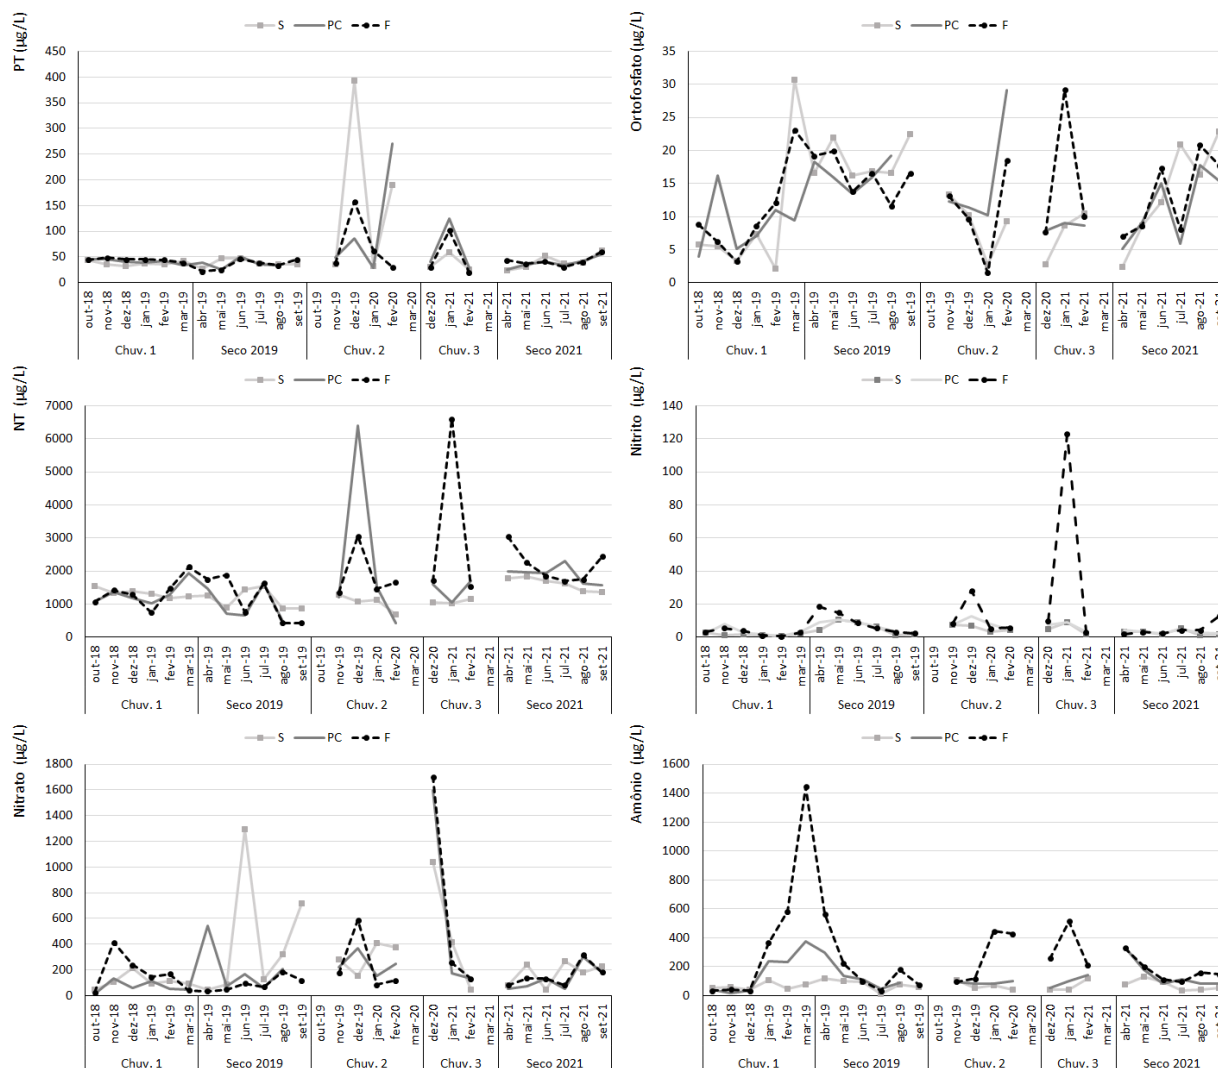 S PC F
PT (µg/L)
450
400
350
300
250
200
150
100
50
0
out-18 nov-18 dez-18 jan-19 fev-19 mar-19 abr-19 mai-19 jun-19 jul-19 ago-19 set-19 out-19 nov-19 dez-19 jan-20 fev-20 dez-20 jan-21 fev-21 mar-21 abr-21 mai-21 jun-21 jul-21 ago-21 set-21
Chuv. 1 Seco 2019 Chuv. 2 Chuv. 3 Seco 2021
S PC F
Ortofosfato (µg/L)
35
30
25
20
15
10
5
0
out-18 nov-18 dez-18 jan-19 fev-19 mar-19 abr-19 mai-19 jun-19 jul-19 ago-19 set-19 out-19 nov-19 dez-19 jan-20 fev-20 dez-20 jan-21 fev-21 mar-21 abr-21 mai-21 jun-21 jul-21 ago-21 set-21
Chuv. 1 Seco 2019 Chuv. 2 Chuv. 3 Seco 2021
S PC F
NT (µg/L)
7000
6000
5000
4000
3000
2000
1000
0
out-18 nov-18 dez-18 jan-19 fev-19 mar-19 abr-19 mai-19 jun-19 jul-19 ago-19 set-19 out-19 nov-19 dez-19 jan-20 fev-20 dez-20 jan-21 fev-21 mar-21 abr-21 mai-21 jun-21 jul-21 ago-21 set-21
Chuv. 1 Seco 2019 Chuv. 2 Chuv. 3 Seco 2021
S PC F
Nitrito (µg/L)
140
120
100
80
60
40
20
0
out-18 nov-18 dez-18 jan-19 fev-19 mar-19 abr-19 mai-19 jun-19 jul-19 ago-19 set-19 out-19 nov-19 dez-19 jan-20 fev-20 dez-20 jan-21 fev-21 mar-21 abr-21 mai-21 jun-21 jul-21 ago-21
Chuv. 1 Seco 2019 Chuv. 2 Chuv. 3 Seco 2021
S PC F
Nitrato (µg/L)
1800
1600
1400
1200
1000
800
600
400
200
0
out-18 nov-18 dez-18 jan-19 fev-19 mar-19 abr-19 mai-19 jun-19 jul-19 ago-19 set-19 out-19 nov-19 dez-19 jan-20 fev-20 dez-20 jan-21 fev-21 mar-21 abr-21 mai-21 jun-21 jul-21 ago-21 set-21
Chuv. 1 Seco 2019 Chuv. 2 Chuv. 3 Seco 2021
S PC F
Amônio (µg/L)
1600
1400
1200
1000
800
600
400
200
0
out-18 nov-18 dez-18 jan-19 fev-19 mar-19 abr-19 mai-19 jun-19 jul-19 ago-19 set-19 out-19 nov-19 dez-19 jan-20 fev-20 dez-20 jan-21 fev-21 mar-21 abr-21 mai-21 jun-21 jul-21 ago-21
Chuv. 1 Seco 2019 Chuv. 2 Chuv. 3 Seco 2021